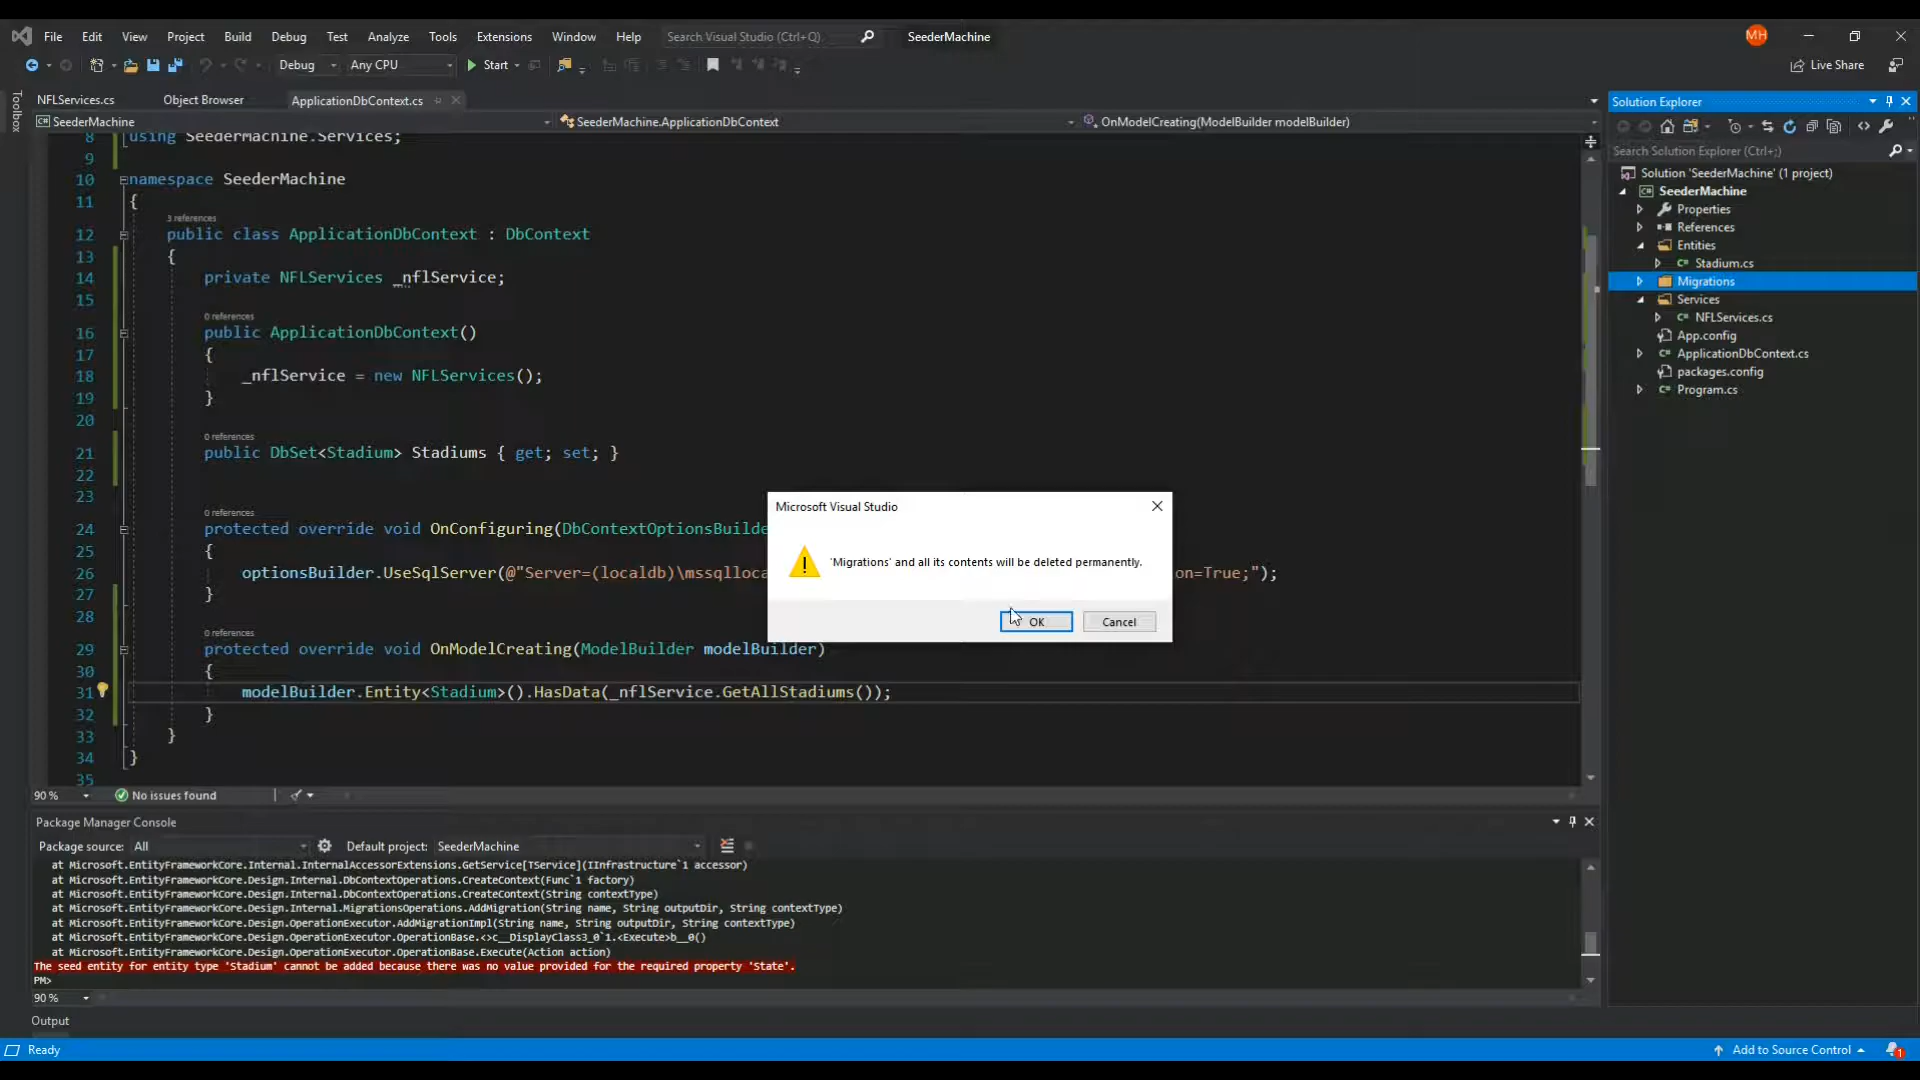 File Edit View Project Build Debug Test Analyze Tools Extensions Window Help Search Visual Studio (Ctrl+Q) SeederMachine MH
Debug Any CPU Start Live Share
Toolbox
NFLServices.cs Object Browser ApplicationDbContext.cs
SeederMachine SeederMachine.ApplicationDbContext OnModelCreating(ModelBuilder modelBuilder)
8 using SeederMachine.Services;
9
10 namespace SeederMachine
11 {
3 references
12 public class ApplicationDbContext : DbContext
13 {
14 private NFLServices _nflService;
15
0 references
16 public ApplicationDbContext()
17 {
18 _nflService = new NFLServices();
19 }
20
0 references
21 public DbSet<Stadium> Stadiums { get; set; }
22
23
0 references
24 protected override void OnConfiguring(DbContextOptionsBuilde
25 {
26 optionsBuilder.UseSqlServer(@"Server=(localdb)\mssqlloca on=True;");
27 }
28
0 references
29 protected override void OnModelCreating(ModelBuilder modelBuilder)
30 {
31 modelBuilder.Entity<Stadium>().HasData(_nflService.GetAllStadiums());
32 }
33 }
34 }
35
Microsoft Visual Studio
'Migrations' and all its contents will be deleted permanently.
OK Cancel
90 % No issues found
Package Manager Console
Package source: All Default project: SeederMachine
at Microsoft.EntityFrameworkCore.Internal.InternalAccessorExtensions.GetService[TService](IInfrastructure`1 accessor)
at Microsoft.EntityFrameworkCore.Design.Internal.DbContextOperations.CreateContext(Func`1 factory)
at Microsoft.EntityFrameworkCore.Design.Internal.DbContextOperations.CreateContext(String contextType)
at Microsoft.EntityFrameworkCore.Design.Internal.MigrationsOperations.AddMigration(String name, String outputDir, String contextType)
at Microsoft.EntityFrameworkCore.Design.OperationExecutor.AddMigrationImpl(String name, String outputDir, String contextType)
at Microsoft.EntityFrameworkCore.Design.OperationExecutor.OperationBase.<>c__DisplayClass3_0`1.<Execute>b__0()
at Microsoft.EntityFrameworkCore.Design.OperationExecutor.OperationBase.Execute(Action action)
The seed entity for entity type 'Stadium' cannot be added because there was no value provided for the required property 'State'.
PM>
90 %
Output
Ready Add to Source Control 1
Solution Explorer
Search Solution Explorer (Ctrl+;)
Solution 'SeederMachine' (1 project)
SeederMachine
Properties
References
Entities
Stadium.cs
Migrations
Services
NFLServices.cs
App.config
ApplicationDbContext.cs
packages.config
Program.cs